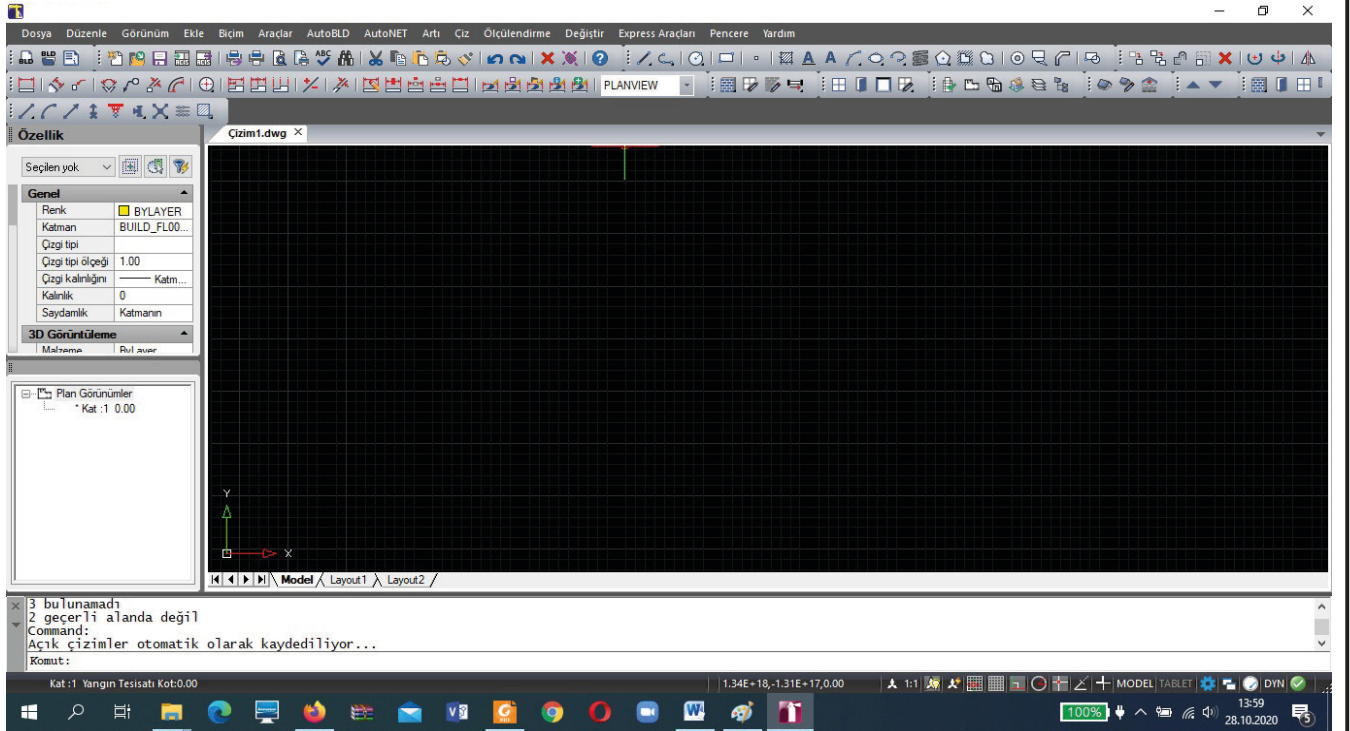 Dosya Düzenle Görünüm Ekle Biçim Araçlar AutoBLD AutoNET Artı Çiz Ölçülendirme Değiştir Express Araçları Pencere Yardım
PLANVIEW
Özellik
Çizim1.dwg
Seçilen yok
Genel
Renk BYLAYER
Katman BUILD_FL00...
Çizgi tipi
Çizgi tipi ölçeği 1.00
Çizgi kalınlığını Katm...
Kalınlık 0
Saydamlık Katmanın
3D Görüntüleme
Malzeme ByLayer
Plan Görünümler
* Kat :1 0.00
Y
X
Model Layout1 Layout2
3 bulunamadı
2 geçerli alanda değil
Command:
Açık çizimler otomatik olarak kaydediliyor...
Komut:
Kat :1 Yangın Tesisatı Kot:0.00 1.34E+18,-1.31E+17,0.00 1:1 MODEL TABLET DYN
100% 13:59
28.10.2020